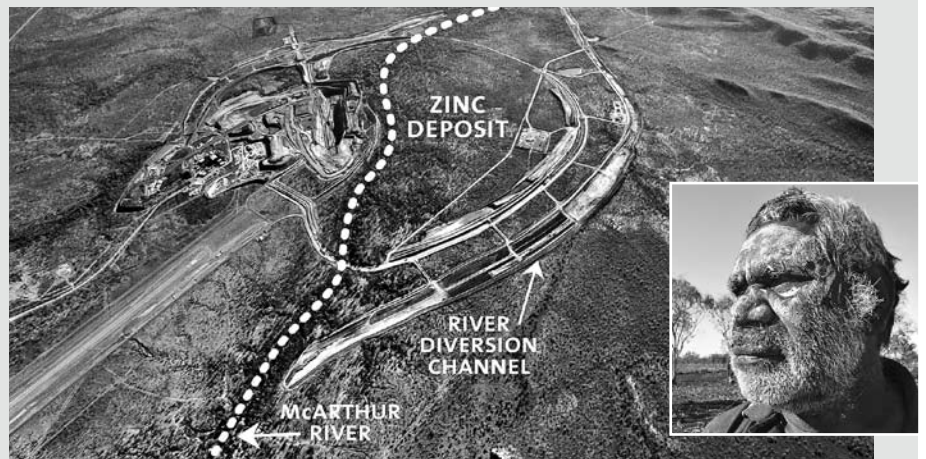 ZINC
DEPOSIT
RIVER
DIVERSION
CHANNEL
McARTHUR
RIVER